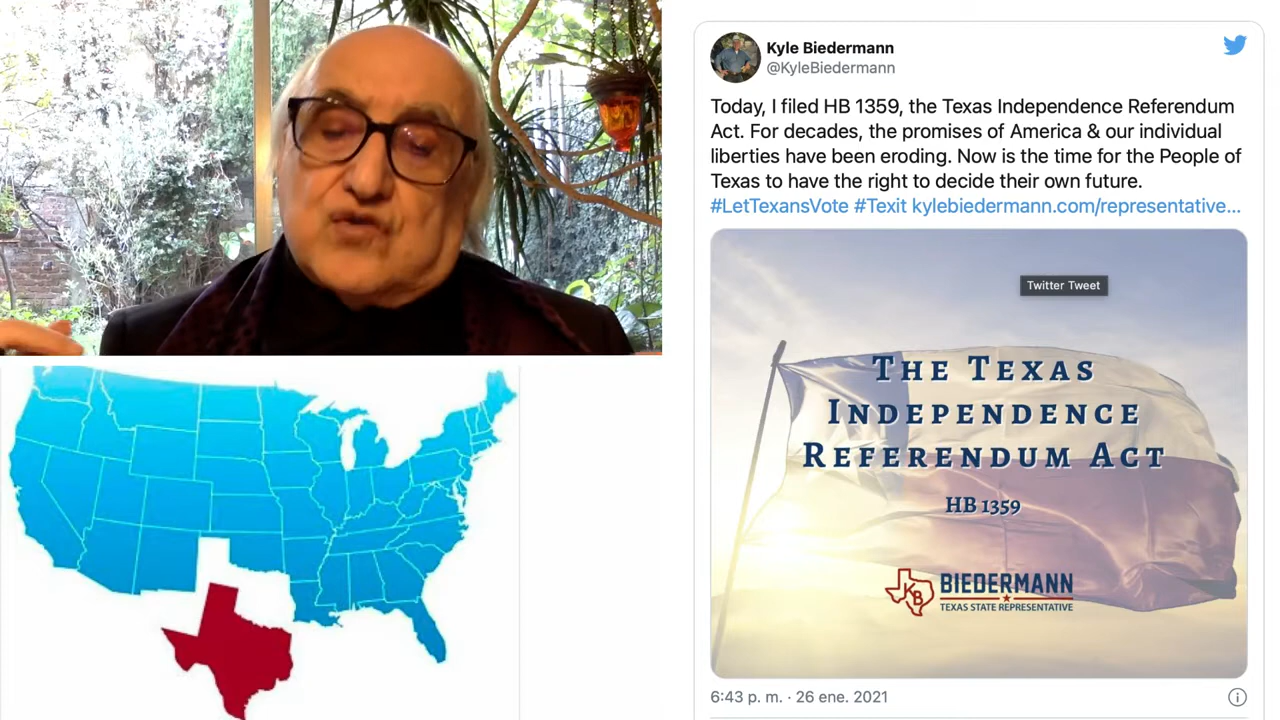 Kyle Biedermann
@KyleBiedermann
Today, I filed HB 1359, the Texas Independence Referendum
Act. For decades, the promises of America & our individual
liberties have been eroding. Now is the time for the People of
Texas to have the right to decide their own future.
#LetTexansVote #Texit kylebiedermann.com/representative...
Twitter Tweet
THE TEXAS
INDEPENDENCE
REFERENDUM ACT
HB 1359
KB
BIEDERMANN
TEXAS STATE REPRESENTATIVE
6:43 p. m. · 26 ene. 2021